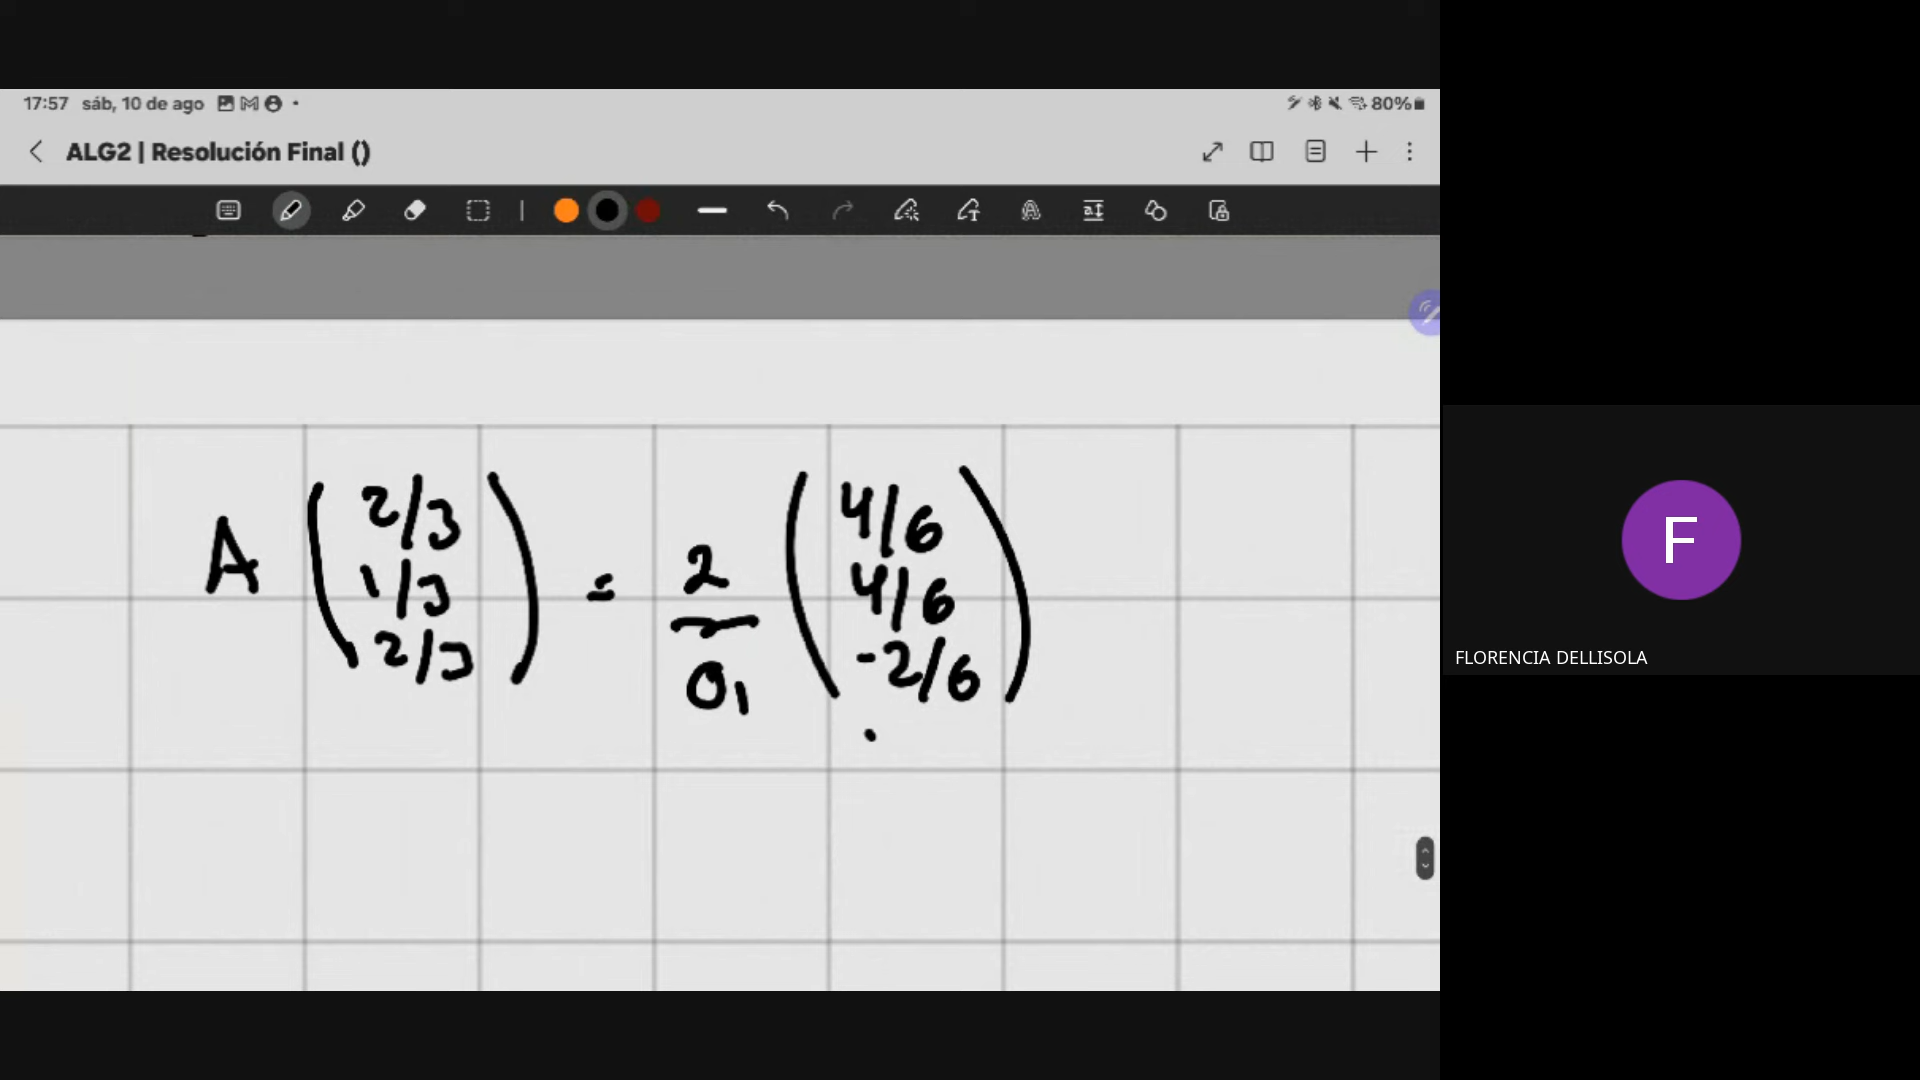 17:57 sáb, 10 de ago
80%
ALG2 | Resolución Final ()
A ( 2/3 1/3 2/3 ) = 2/σ₁ ( 4/6 4/6 -2/6 )
F
FLORENCIA DELLISOLA